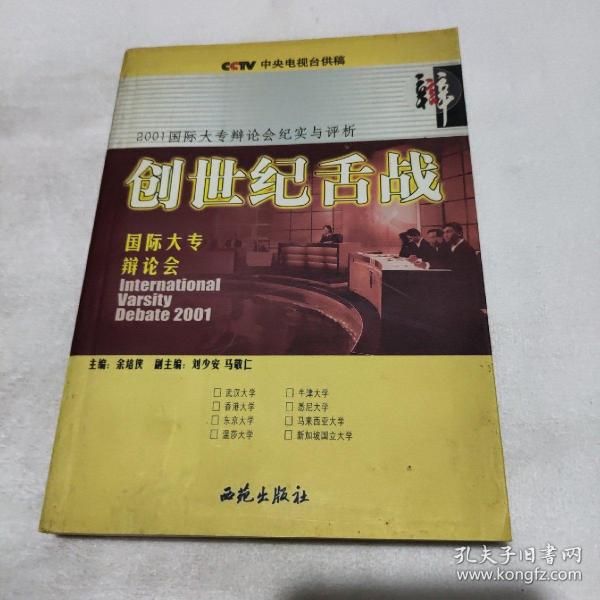 CCTV 中央电视台供稿
辩
2001国际大专辩论会纪实与评析
创世纪舌战
国际大专
辩论会
International
Varsity
Debate 2001
主编：余培侠 副主编：刘少安 马敬仁
□ 武汉大学 □ 牛津大学
□ 香港大学 □ 悉尼大学
□ 东京大学 □ 马来西亚大学
□ 温莎大学 □ 新加坡国立大学
西苑出版社
孔夫子旧书网
www.kongfz.com